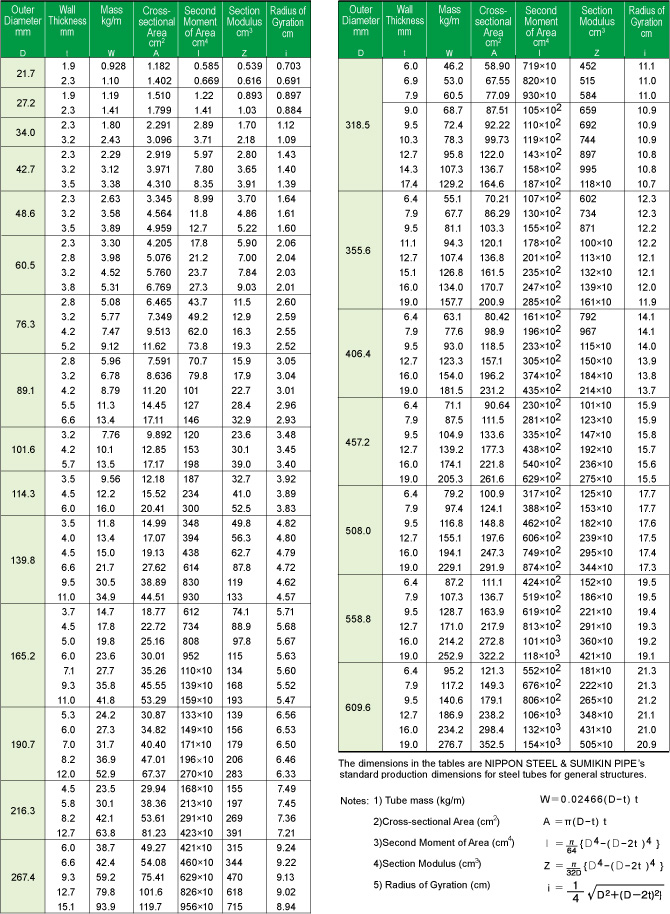 Outer Diameter mm Wall Thickness mm Mass kg/m Cross-sectional Area cm² Second Moment of Area cm⁴ Section Modulus cm³ Radius of Gyration cm
D t W A I Z i
21.7 1.9 0.928 1.182 0.585 0.539 0.703
2.3 1.10 1.402 0.669 0.616 0.691
27.2 1.9 1.19 1.510 1.22 0.893 0.897
2.3 1.41 1.799 1.41 1.03 0.884
34.0 2.3 1.80 2.291 2.89 1.70 1.12
3.2 2.43 3.096 3.71 2.18 1.09
42.7 2.3 2.29 2.919 5.97 2.80 1.43
3.2 3.12 3.971 7.80 3.65 1.40
3.5 3.38 4.310 8.35 3.91 1.39
48.6 2.3 2.63 3.345 8.99 3.70 1.64
3.2 3.58 4.564 11.8 4.86 1.61
3.5 3.89 4.959 12.7 5.22 1.60
60.5 2.3 3.30 4.205 17.8 5.90 2.06
2.8 3.98 5.076 21.2 7.00 2.04
3.2 4.52 5.760 23.7 7.84 2.03
3.8 5.31 6.769 27.3 9.03 2.01
76.3 2.8 5.08 6.465 43.7 11.5 2.60
3.2 5.77 7.349 49.2 12.9 2.59
4.2 7.47 9.513 62.0 16.3 2.55
5.2 9.12 11.62 73.8 19.3 2.52
89.1 2.8 5.96 7.591 70.7 15.9 3.05
3.2 6.78 8.636 79.8 17.9 3.04
4.2 8.79 11.20 101 22.7 3.01
5.5 11.3 14.45 127 28.4 2.96
6.6 13.4 17.11 146 32.9 2.93
101.6 3.2 7.76 9.892 120 23.6 3.48
4.2 10.1 12.85 153 30.1 3.45
5.7 13.5 17.17 198 39.0 3.40
114.3 3.5 9.56 12.18 187 32.7 3.92
4.5 12.2 15.52 234 41.0 3.89
6.0 16.0 20.41 300 52.5 3.83
139.8 3.5 11.8 14.99 348 49.8 4.82
4.0 13.4 17.07 394 56.3 4.80
4.5 15.0 19.13 438 62.7 4.79
6.6 21.7 27.62 614 87.8 4.72
9.5 30.5 38.89 830 119 4.62
11.0 34.9 44.51 930 133 4.57
165.2 3.7 14.7 18.77 612 74.1 5.71
4.5 17.8 22.72 734 88.9 5.68
5.0 19.8 25.16 808 97.8 5.67
6.0 23.6 30.01 952 115 5.63
7.1 27.7 35.26 110×10 134 5.60
9.3 35.8 45.55 139×10 168 5.52
11.0 41.8 53.29 159×10 193 5.47
190.7 5.3 24.2 30.87 133×10 139 6.56
6.0 27.3 34.82 149×10 156 6.53
7.0 31.7 40.40 171×10 179 6.50
8.2 36.9 47.01 196×10 206 6.46
12.0 52.9 67.37 270×10 283 6.33
216.3 4.5 23.5 29.94 168×10 155 7.49
5.8 30.1 38.36 213×10 197 7.45
8.2 42.1 53.61 291×10 269 7.36
12.7 63.8 81.23 423×10 391 7.21
267.4 6.0 38.7 49.27 421×10 315 9.24
6.6 42.4 54.08 460×10 344 9.22
9.3 59.2 75.41 629×10 470 9.13
12.7 79.8 101.6 826×10 618 9.02
15.1 93.9 119.7 956×10 715 8.94
Outer Diameter mm Wall Thickness mm Mass kg/m Cross-sectional Area cm² Second Moment of Area cm⁴ Section Modulus cm³ Radius of Gyration cm
D t W A I Z i
318.5 6.0 46.2 58.90 719×10 452 11.1
6.9 53.0 67.55 820×10 515 11.0
7.9 60.5 77.09 930×10 584 11.0
9.0 68.7 87.51 105×10² 659 10.9
9.5 72.4 92.22 110×10² 692 10.9
10.3 78.3 99.73 119×10² 744 10.9
12.7 95.8 122.0 143×10² 897 10.8
14.3 107.3 136.7 158×10² 995 10.8
17.4 129.2 164.6 187×10² 118×10 10.7
355.6 6.4 55.1 70.21 107×10² 602 12.3
7.9 67.7 86.29 130×10² 734 12.3
9.5 81.1 103.3 155×10² 871 12.2
11.1 94.3 120.1 178×10² 100×10 12.2
12.7 107.4 136.8 201×10² 113×10 12.1
15.1 126.8 161.5 235×10² 132×10 12.1
16.0 134.0 170.7 247×10² 139×10 12.0
19.0 157.7 200.9 285×10² 161×10 11.9
406.4 6.4 63.1 80.42 161×10² 792 14.1
7.9 77.6 98.9 196×10² 967 14.1
9.5 93.0 118.5 233×10² 115×10 14.0
12.7 123.3 157.1 305×10² 150×10 13.9
16.0 154.0 196.2 374×10² 184×10 13.8
19.0 181.5 231.2 435×10² 214×10 13.7
457.2 6.4 71.1 90.64 230×10² 101×10 15.9
7.9 87.5 111.5 281×10² 123×10 15.9
9.5 104.9 133.6 335×10² 147×10 15.8
12.7 139.2 177.3 438×10² 192×10 15.7
16.0 174.1 221.8 540×10² 236×10 15.6
19.0 205.3 261.6 629×10² 275×10 15.5
508.0 6.4 79.2 100.9 317×10² 125×10 17.7
7.9 97.4 124.1 388×10² 153×10 17.7
9.5 116.8 148.8 462×10² 182×10 17.6
12.7 155.1 197.6 606×10² 239×10 17.5
16.0 194.1 247.3 749×10² 295×10 17.4
19.0 229.1 291.9 874×10² 344×10 17.3
558.8 6.4 87.2 111.1 424×10² 152×10 19.5
7.9 107.3 136.7 519×10² 186×10 19.5
9.5 128.7 163.9 619×10² 221×10 19.4
12.7 171.0 217.9 813×10² 291×10 19.3
16.0 214.2 272.8 101×10³ 360×10 19.2
19.0 252.9 322.2 118×10³ 421×10 19.1
609.6 6.4 95.2 121.3 552×10² 181×10 21.3
7.9 117.2 149.3 676×10² 222×10 21.3
9.5 140.6 179.1 806×10² 265×10 21.2
12.7 186.9 238.2 106×10³ 348×10 21.1
16.0 234.2 298.4 132×10³ 431×10 21.0
19.0 276.7 352.5 154×10³ 505×10 20.9
The dimensions in the tables are NIPPON STEEL & SUMIKIN PIPE's
standard production dimensions for steel tubes for general structures.
Notes: 1) Tube mass (kg/m) W=0.02466(D-t) t
2)Cross-sectional Area (cm²) A = π(D-t) t
3)Second Moment of Area (cm⁴) I = π/64 {D⁴-(D-2t )⁴ }
4)Section Modulus (cm³) Z = π/32D {D⁴-(D-2t )⁴ }
5) Radius of Gyration (cm) i = 1/4 √D²+(D-2t)²|